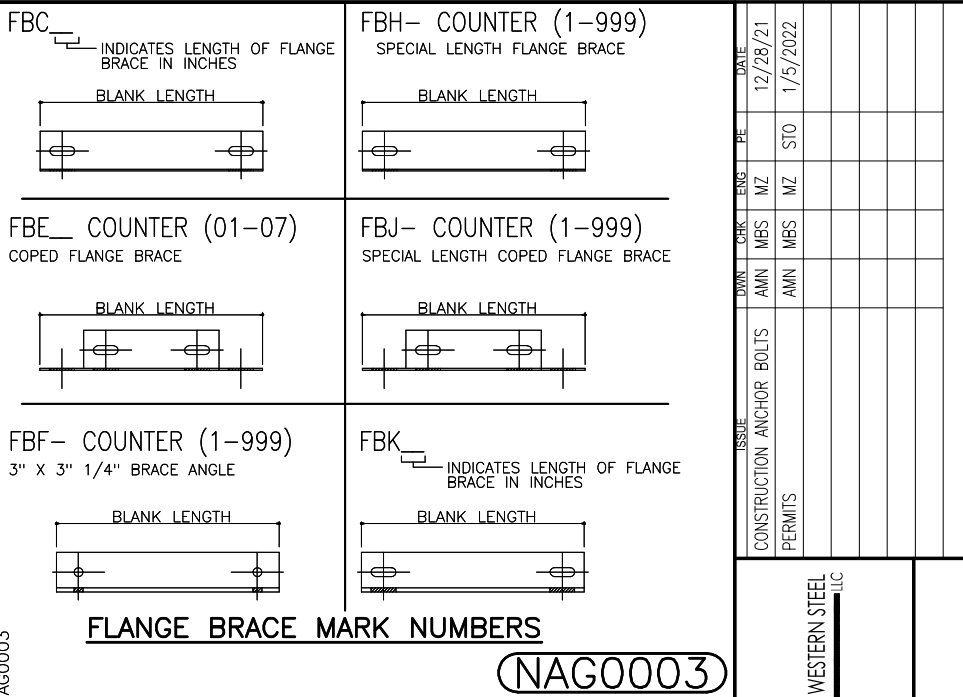 FBC__
INDICATES LENGTH OF FLANGE
BRACE IN INCHES
BLANK LENGTH
FBH- COUNTER (1-999)
SPECIAL LENGTH FLANGE BRACE
BLANK LENGTH
FBE__ COUNTER (01-07)
COPED FLANGE BRACE
BLANK LENGTH
FBJ- COUNTER (1-999)
SPECIAL LENGTH COPED FLANGE BRACE
BLANK LENGTH
FBF- COUNTER (1-999)
3" X 3" 1/4" BRACE ANGLE
BLANK LENGTH
FBK__
INDICATES LENGTH OF FLANGE
BRACE IN INCHES
BLANK LENGTH
FLANGE BRACE MARK NUMBERS
NAG0003
AG0003
ISSUE DWN CHK ENG PE DATE
CONSTRUCTION ANCHOR BOLTS AMN MBS MZ 12/28/21
PERMITS AMN MBS MZ STO 1/5/2022
WESTERN STEEL
LLC